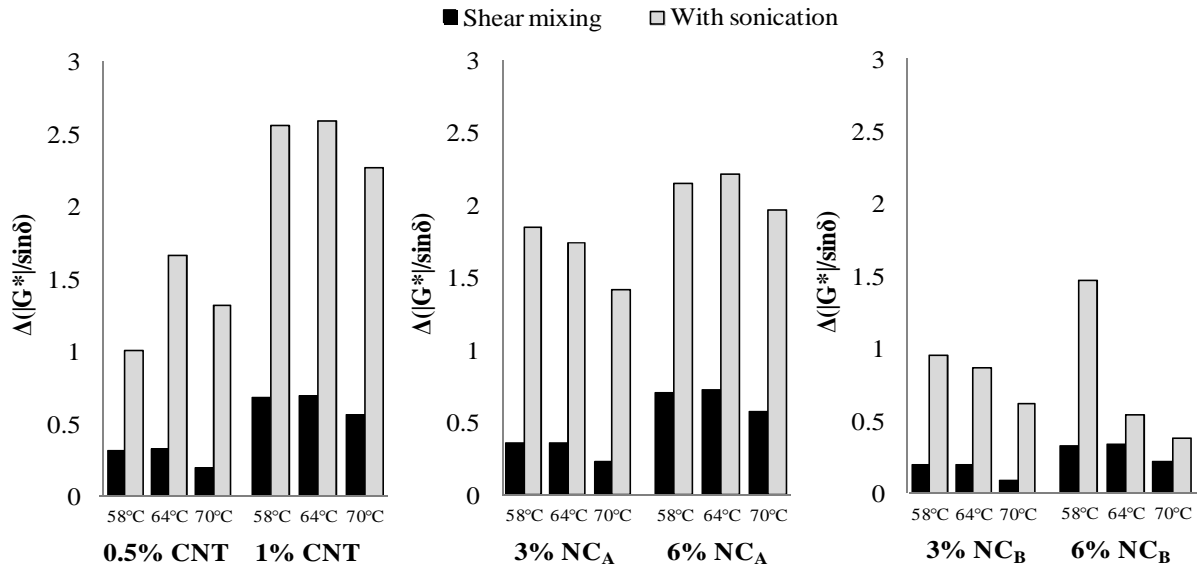 Shear mixing With sonication
Δ(|G*|/sinδ)
3
2.5
2
1.5
1
0.5
0
58°C 64°C 70°C 58°C 64°C 70°C
0.5% CNT 1% CNT
Δ(|G*|/sinδ)
3
2.5
2
1.5
1
0.5
0
58°C 64°C 70°C 58°C 64°C 70°C
3% NCA 6% NCA
Δ(|G*|/sinδ)
3
2.5
2
1.5
1
0.5
0
58°C 64°C 70°C 58°C 64°C 70°C
3% NCB 6% NCB